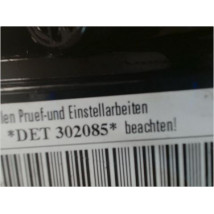 len Pruef-und Einstellarbeiten
*DET 302085* beachten!